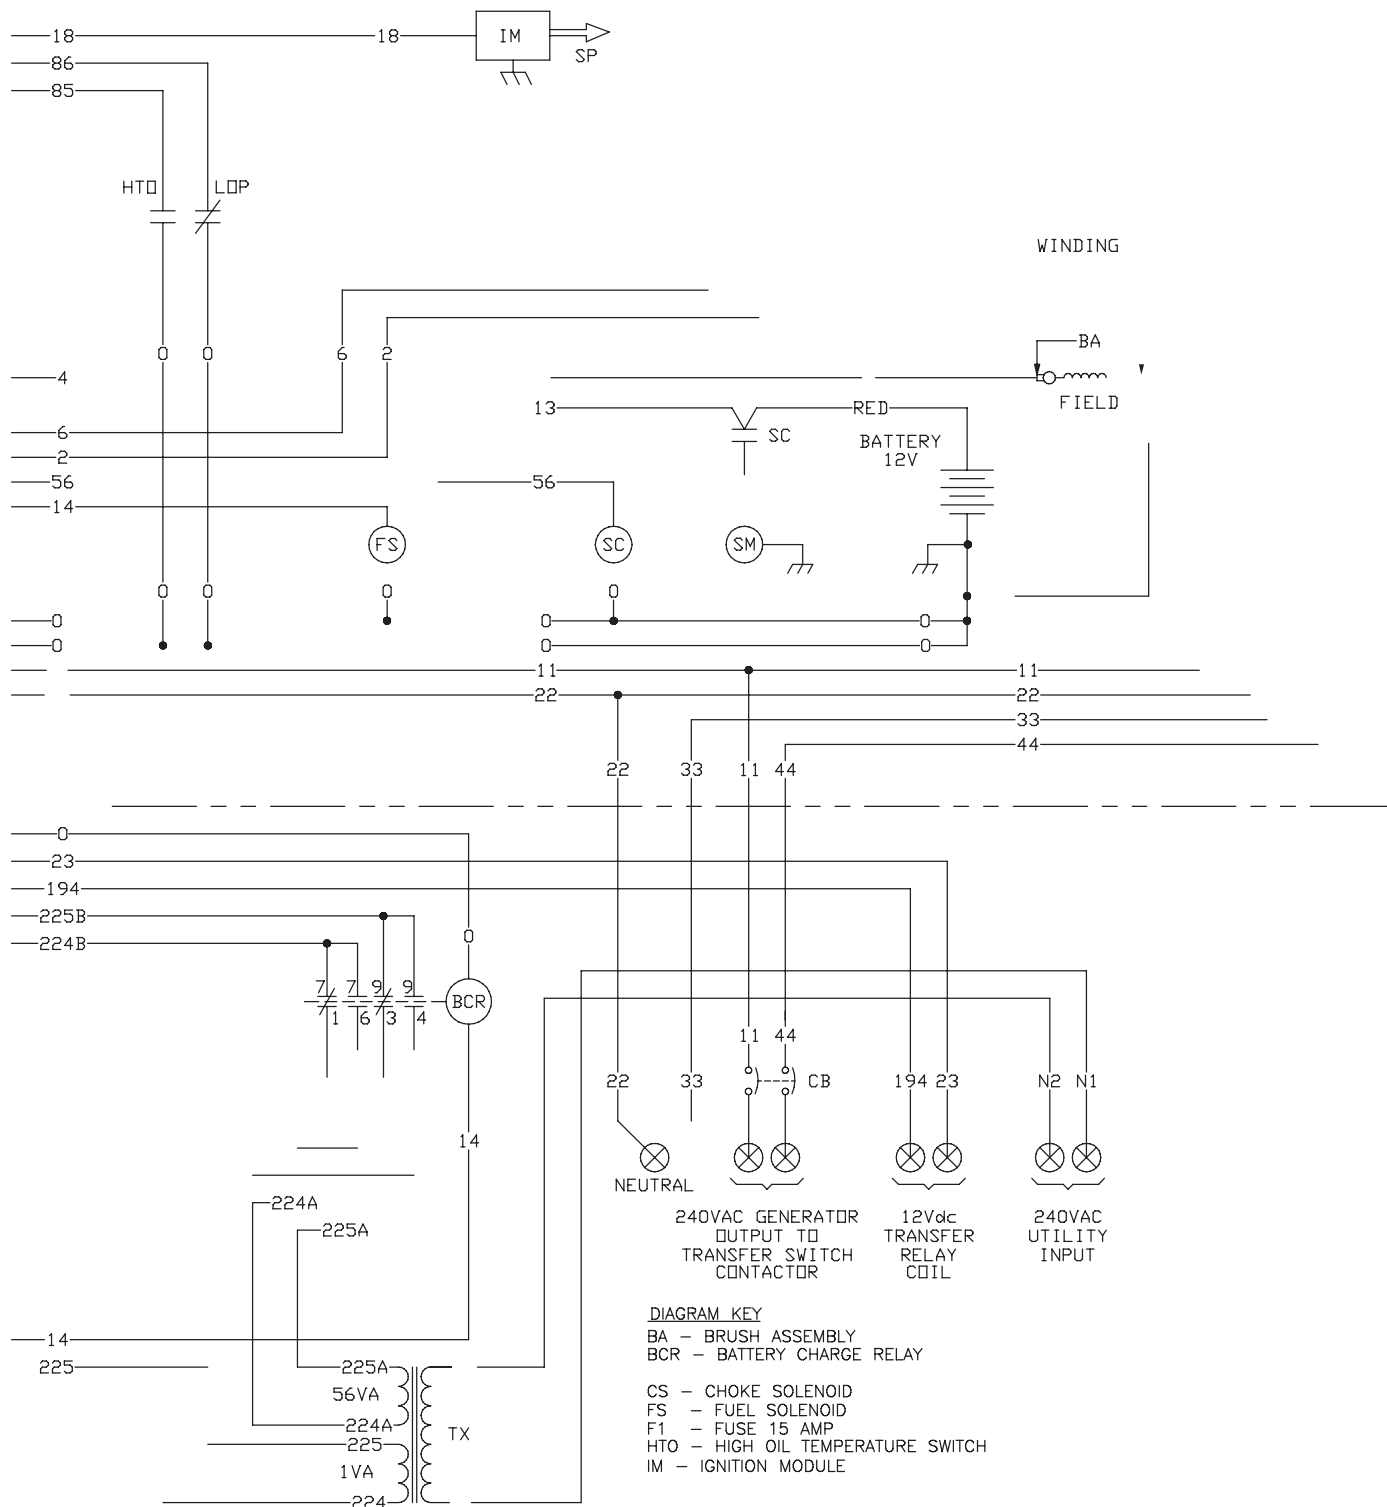 18 18 IM
SP
86
85
HTO LOP
WINDING
0 0 6 2
BA
4
FIELD
13 RED
SC
6
BATTERY
12V
2
56 56
14
FS SC SM
0 0 0 0
0 0 0
0 0 0
11 11
22 22
33
44
22 33 11 44
0
23
194
225B
0
224B
7 7 9 9
BCR
1 6 3 4
11 44
22 33 CB 194 23 N2 N1
14
NEUTRAL
224A
225A
240VAC GENERATOR
OUTPUT TO
TRANSFER SWITCH
CONTACTOR
12Vdc
TRANSFER
RELAY
COIL
240VAC
UTILITY
INPUT
14
225 225A
56VA
224A
225
TX
1VA
224
DIAGRAM KEY
BA – BRUSH ASSEMBLY
BCR – BATTERY CHARGE RELAY
CS – CHOKE SOLENOID
FS – FUEL SOLENOID
F1 – FUSE 15 AMP
HTO – HIGH OIL TEMPERATURE SWITCH
IM – IGNITION MODULE